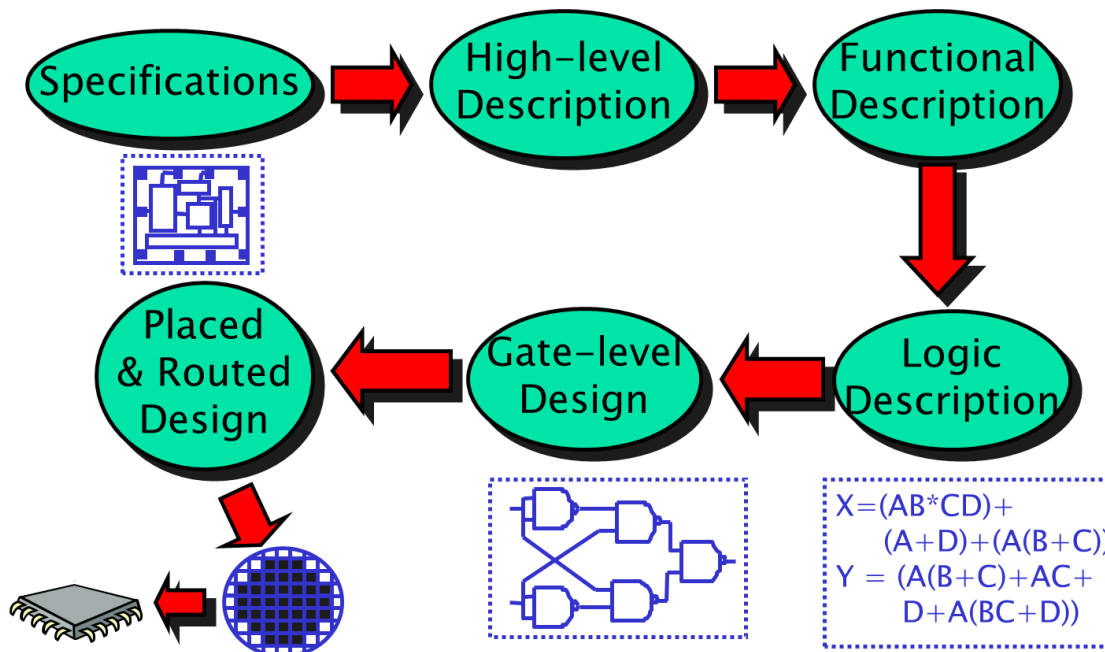 Specifications
High-level
Description
Functional
Description
Logic
Description
Gate-level
Design
Placed
& Routed
Design
X=(AB*CD)+
(A+D)+(A(B+C))
Y = (A(B+C)+AC+
D+A(BC+D))